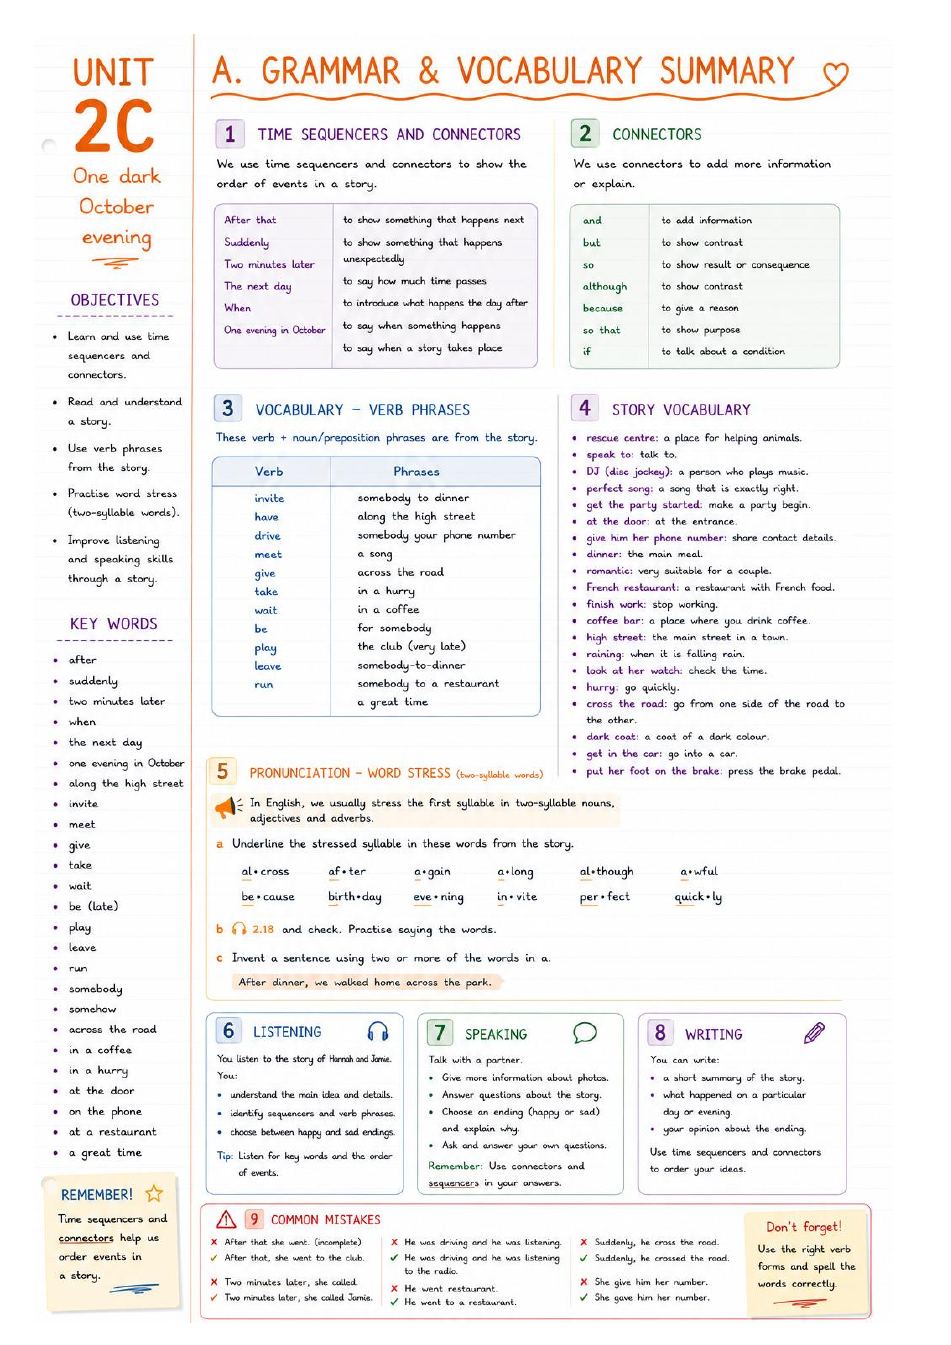 UNIT
2C
One dark
October
evening
OBJECTIVES
• Learn and use time
sequencers and
connectors.
• Read and understand
a story.
• Use verb phrases
from the story.
• Practise word stress
(two-syllable words).
• Improve listening
and speaking skills
through a story.
KEY WORDS
• after
• suddenly
• two minutes later
• when
• the next day
• one evening in October
• along the high street
• invite
• meet
• give
• take
• wait
• be (late)
• play
• leave
• run
• somebody
• somehow
• across the road
• in a coffee
• in a hurry
• at the door
• on the phone
• at a restaurant
• a great time
REMEMBER!
Time sequencers and
connectors help us
order events in
a story.
A. GRAMMAR & VOCABULARY SUMMARY
1 TIME SEQUENCERS AND CONNECTORS
We use time sequencers and connectors to show the
order of events in a story.
After that
Suddenly
Two minutes later
The next day
When
One evening in October
to show something that happens next
to show something that happens
unexpectedly
to say how much time passes
to introduce what happens the day after
to say when something happens
to say when a story takes place
2 CONNECTORS
We use connectors to add more information
or explain.
and to add information
but to show contrast
so to show result or consequence
although to show contrast
because to give a reason
so that to show purpose
if to talk about a condition
3 VOCABULARY – VERB PHRASES
These verb + noun/preposition phrases are from the story.
Verb Phrases
invite somebody to dinner
have along the high street
drive somebody your phone number
meet a song
give across the road
take in a hurry
wait in a coffee
be for somebody
play the club (very late)
leave somebody-to-dinner
run somebody to a restaurant
a great time
4 STORY VOCABULARY
• rescue centre: a place for helping animals.
• speak to: talk to.
• DJ (disc jockey): a person who plays music.
• perfect song: a song that is exactly right.
• get the party started: make a party begin.
• at the door: at the entrance.
• give him her phone number: share contact details.
• dinner: the main meal.
• romantic: very suitable for a couple.
• French restaurant: a restaurant with French food.
• finish work: stop working.
• coffee bar: a place where you drink coffee.
• high street: the main street in a town.
• raining: when it is falling rain.
• look at her watch: check the time.
• hurry: go quickly.
• cross the road: go from one side of the road to
the other.
• dark coat: a coat of a dark colour.
• get in the car: go into a car.
• put her foot on the brake: press the brake pedal.
5 PRONUNCIATION – WORD STRESS (two-syllable words)
In English, we usually stress the first syllable in two-syllable nouns,
adjectives and adverbs.
a Underline the stressed syllable in these words from the story.
al•cross af•ter a•gain a•long al•though a•wful
be•cause birth•day eve•ning in•vite per•fect quick•ly
b 2.18 and check. Practise saying the words.
c Invent a sentence using two or more of the words in a.
After dinner, we walked home across the park.
6 LISTENING
You listen to the story of Hannah and Jamie.
You:
• understand the main idea and details.
• identify sequencers and verb phrases.
• choose between happy and sad endings.
Tip: Listen for key words and the order
of events.
7 SPEAKING
Talk with a partner.
• Give more information about photos.
• Answer questions about the story.
• Choose an ending (happy or sad)
and explain why.
• Ask and answer your own questions.
Remember: Use connectors and
sequencers in your answers.
8 WRITING
You can write:
• a short summary of the story.
• what happened on a particular
day or evening.
• your opinion about the ending.
Use time sequencers and connectors
to order your ideas.
9 COMMON MISTAKES
✗ After that she went. (incomplete)
✓ After that, she went to the club.
✗ Two minutes later, she called.
✓ Two minutes later, she called Jamie.
✗ He was driving and he was listening.
✓ He was driving and he was listening
to the radio.
✗ He went restaurant.
✓ He went to a restaurant.
✗ Suddenly, he cross the road.
✓ Suddenly, he crossed the road.
✗ She give him her number.
✓ She gave him her number.
Don't forget!
Use the right verb
forms and spell the
words correctly.